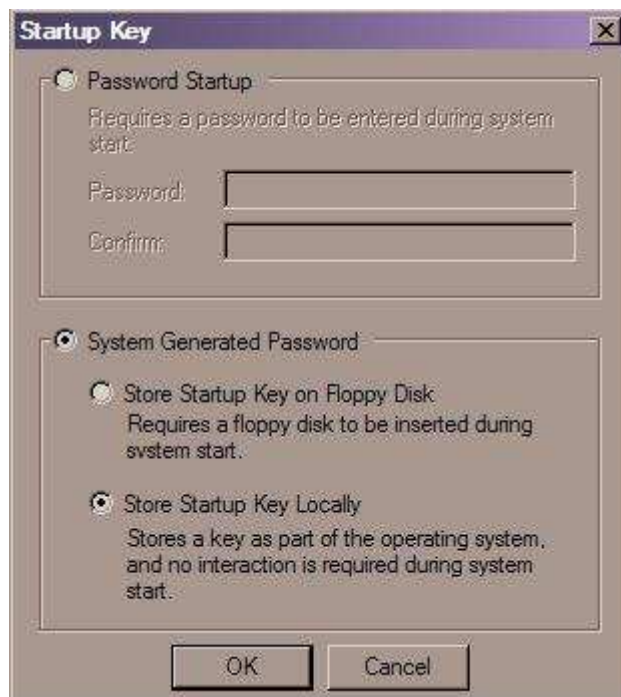 Startup Key
Password Startup
Requires a password to be entered during system
start.
Password:
Confirm:
System Generated Password
Store Startup Key on Floppy Disk
Requires a floppy disk to be inserted during
system start.
Store Startup Key Locally
Stores a key as part of the operating system,
and no interaction is required during system
start.
OK
Cancel